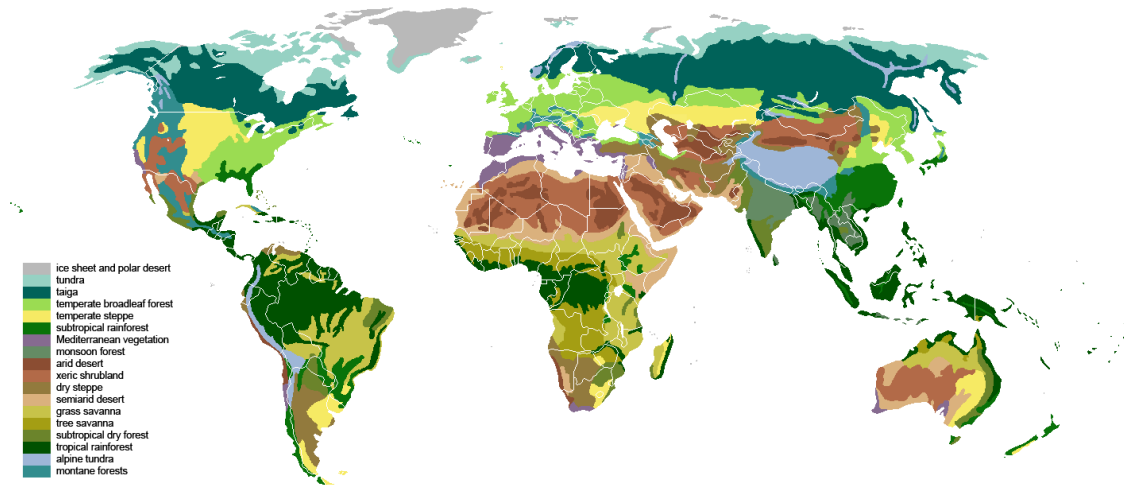 ice sheet and polar desert
tundra
taiga
temperate broadleaf forest
temperate steppe
subtropical rainforest
Mediterranean vegetation
monsoon forest
arid desert
xeric shrubland
dry steppe
semiarid desert
grass savanna
tree savanna
subtropical dry forest
tropical rainforest
alpine tundra
montane forests